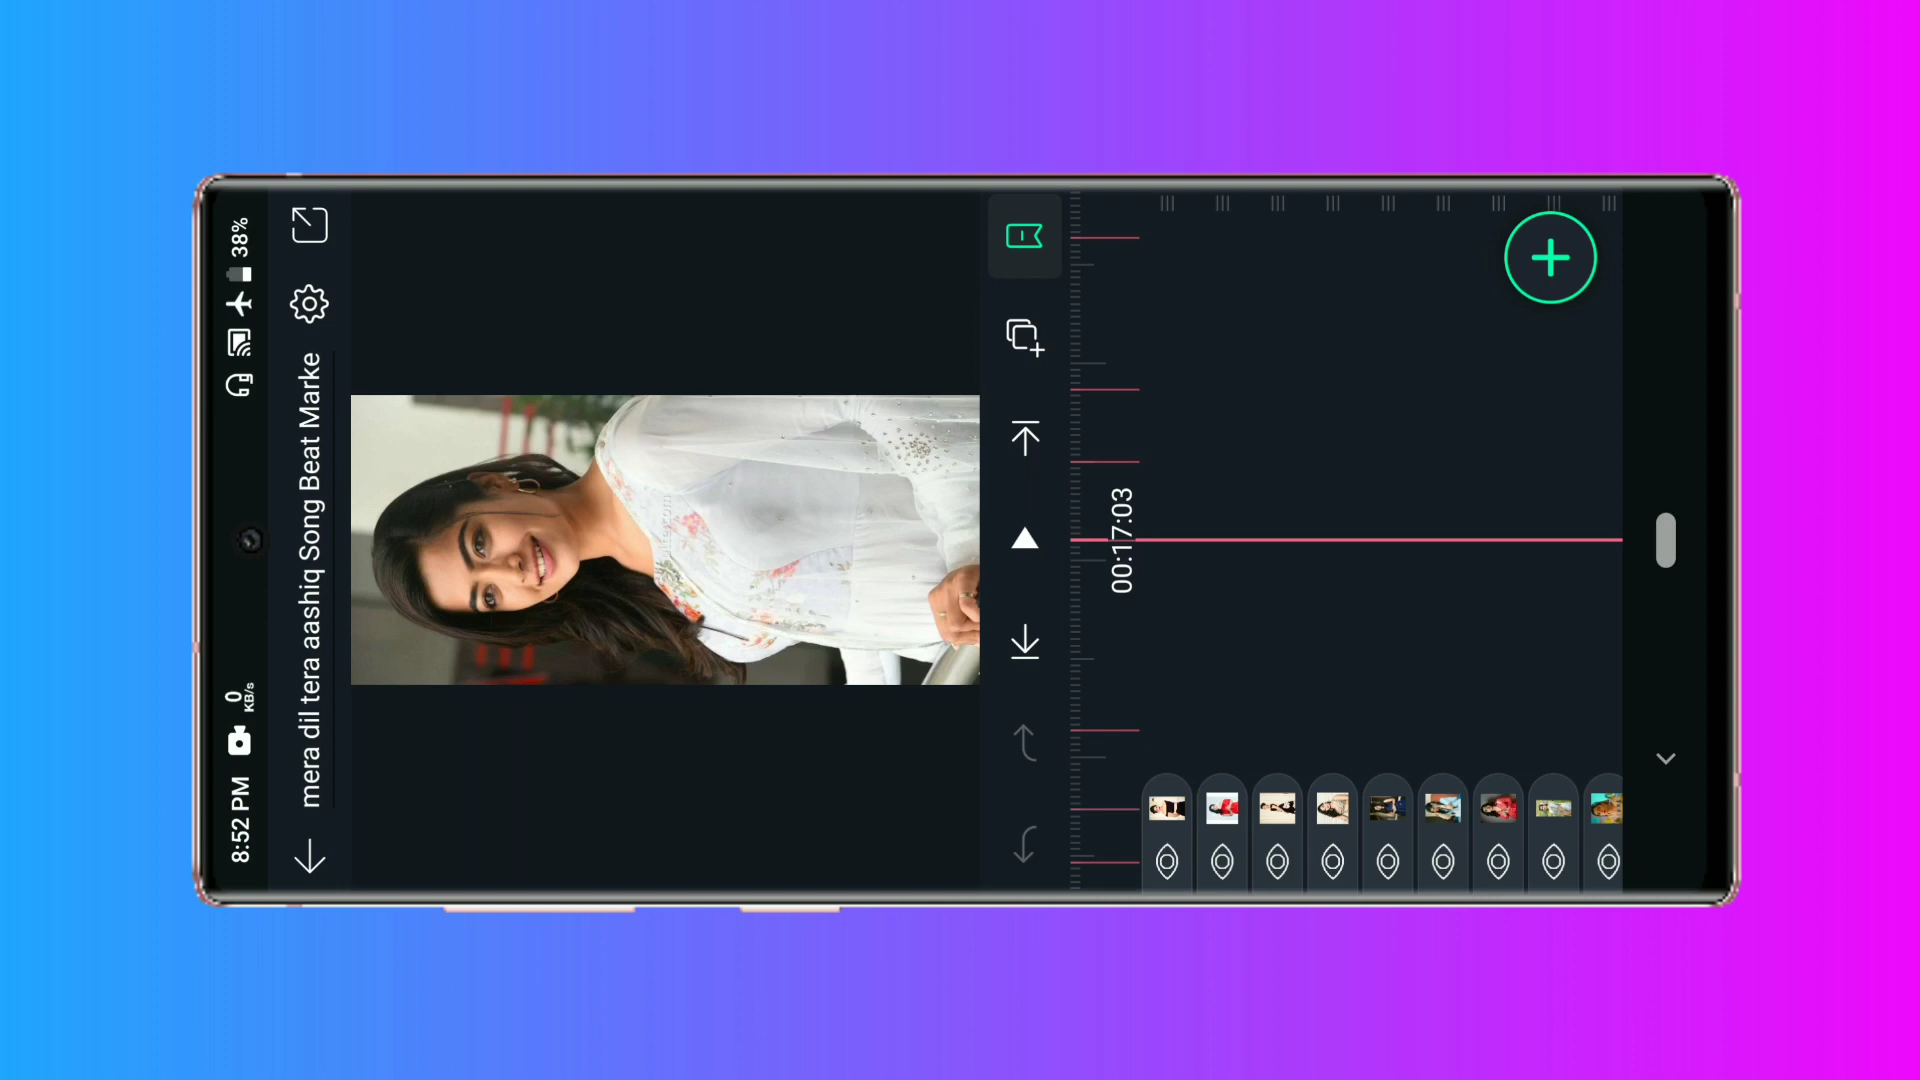 8:52 PM
0
KB/s
38%
mera dil tera aashiq Song Beat Marke
00:17:03